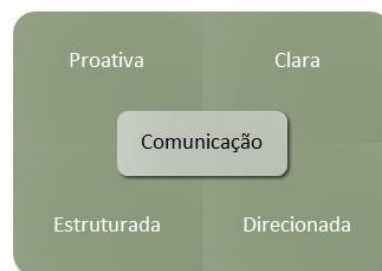 Proativa
Clara
Comunicação
Estruturada
Direcionada